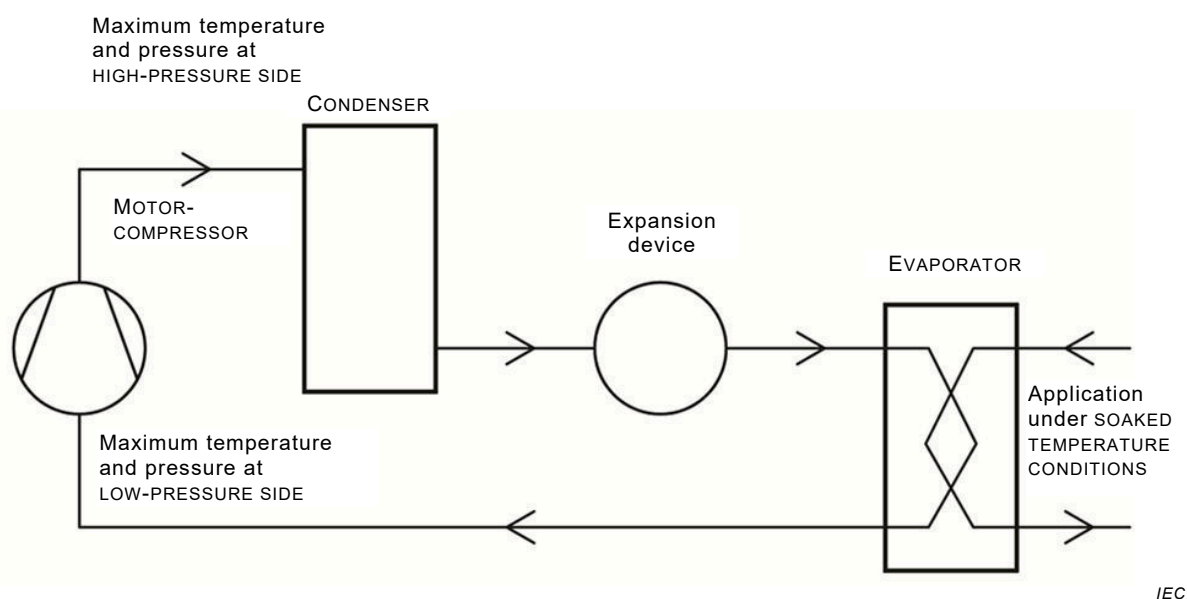 Maximum temperature
and pressure at
HIGH-PRESSURE SIDE
CONDENSER
MOTOR-
COMPRESSOR
Expansion
device
EVAPORATOR
Application
under SOAKED
TEMPERATURE
CONDITIONS
Maximum temperature
and pressure at
LOW-PRESSURE SIDE
IEC